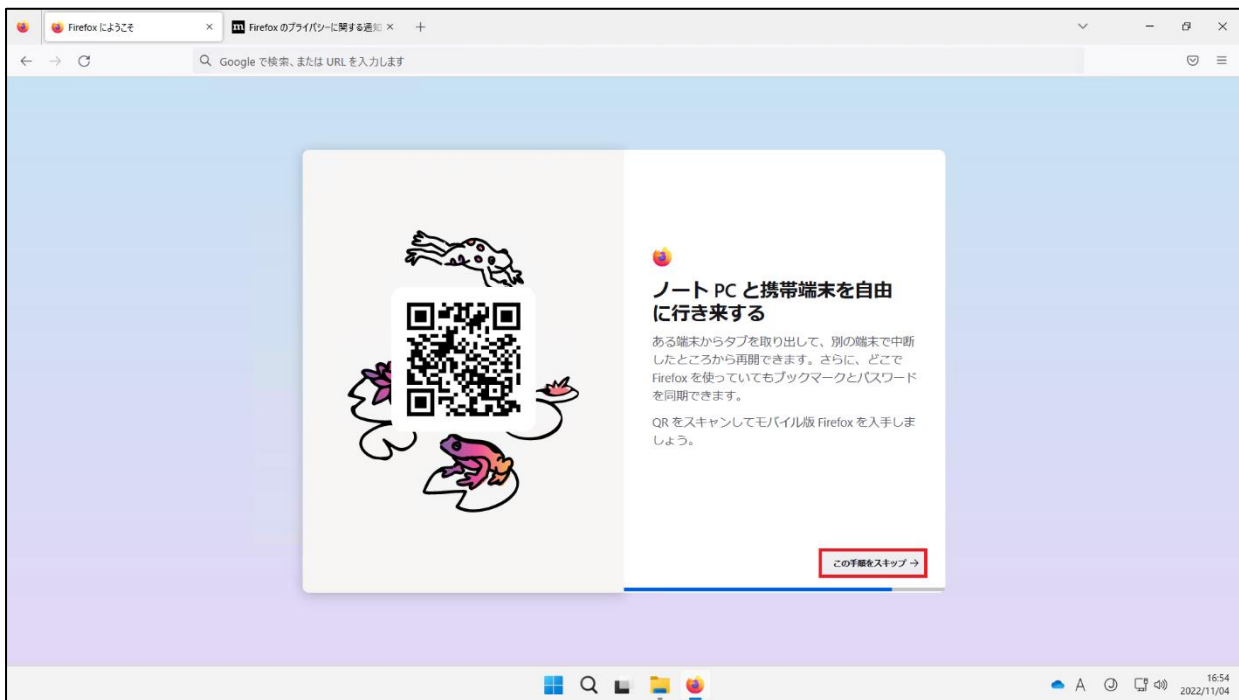 Firefox にようこそ
Firefox のプライバシーに関する通知
Google で検索、または URL を入力します
ノート PC と携帯端末を自由
に行き来する
ある端末からタブを取り出して、別の端末で中断
したところから再開できます。さらに、どこで
Firefox を使っていてもブックマークとパスワード
を同期できます。
QR をスキャンしてモバイル版 Firefox を入手しま
しょう。
この手順をスキップ →
A
16:54
2022/11/04